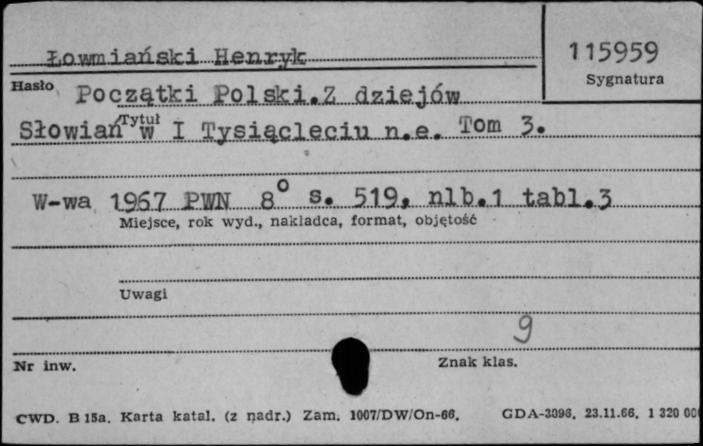 Łowmiański Henryk
115959
Hasło
Sygnatura
Początki Polski.Z dziejów
Tytuł
Słowian w I Tysiącleciu n.e. Tom 3.
W-wa 1967 PWN 8° s. 519, nlb.1 tabl.3
Miejsce, rok wyd., nakładca, format, objętość
Uwagi
9
Nr inw.
Znak klas.
CWD. B 15a. Karta katal. (z nadr.) Zam. 1007/DW/On-66. GDA-3096. 23.11.66. 1 320 000